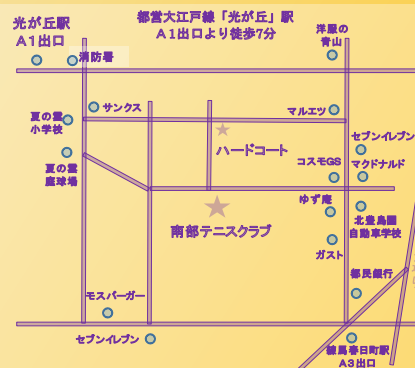 光が丘駅
A1出口
都営大江戸線「光が丘」駅
A1出口より徒歩7分
洋服の
青山
消防署
サンクス
マルエツ
夏の雲
小学校
ハードコート
セブンイレブン
コスモGS
マクドナルド
夏の雲
庭球場
ゆず庵
南部テニスクラブ
北豊島園
自動車学校
ガスト
都民銀行
モスバーガー
セブンイレブン
練馬春日町駅
A3出口